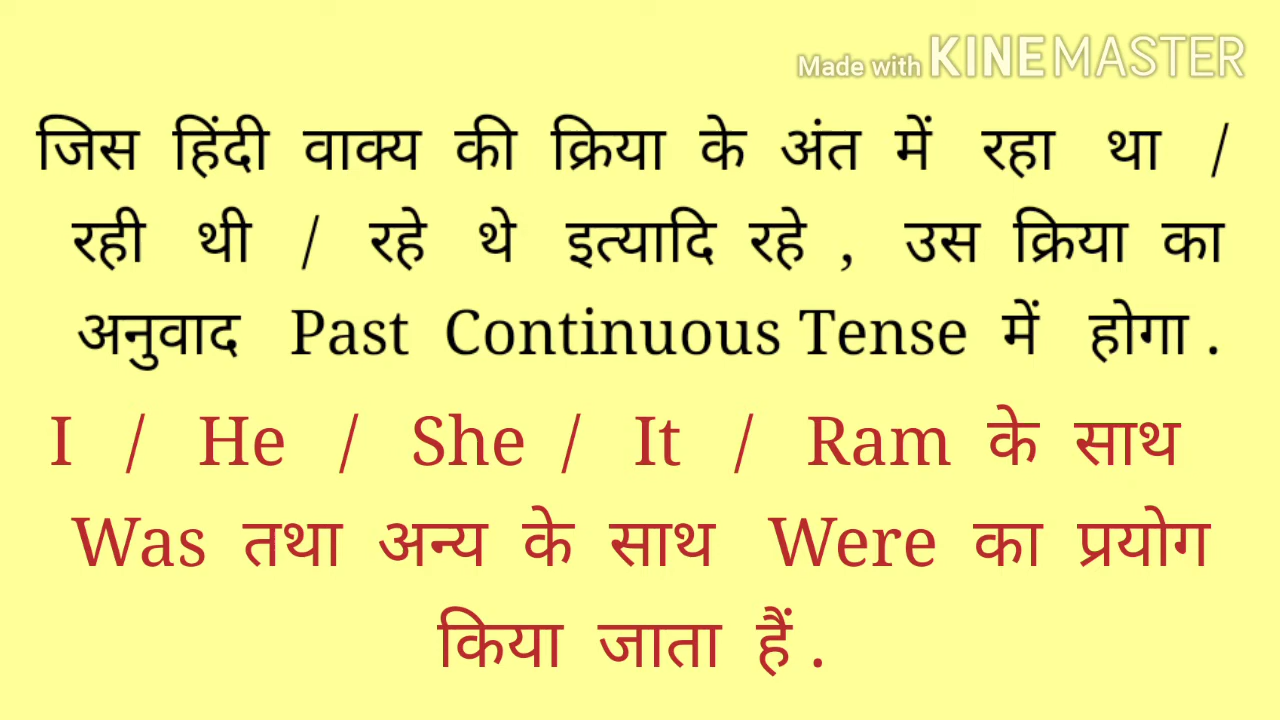 Made with KINEMASTER
जिस हिंदी वाक्य की क्रिया के अंत में रहा था /
रही थी / रहे थे इत्यादि रहे , उस क्रिया का
अनुवाद Past Continuous Tense में होगा .
I / He / She / It / Ram के साथ
Was तथा अन्य के साथ Were का प्रयोग
किया जाता हैं .